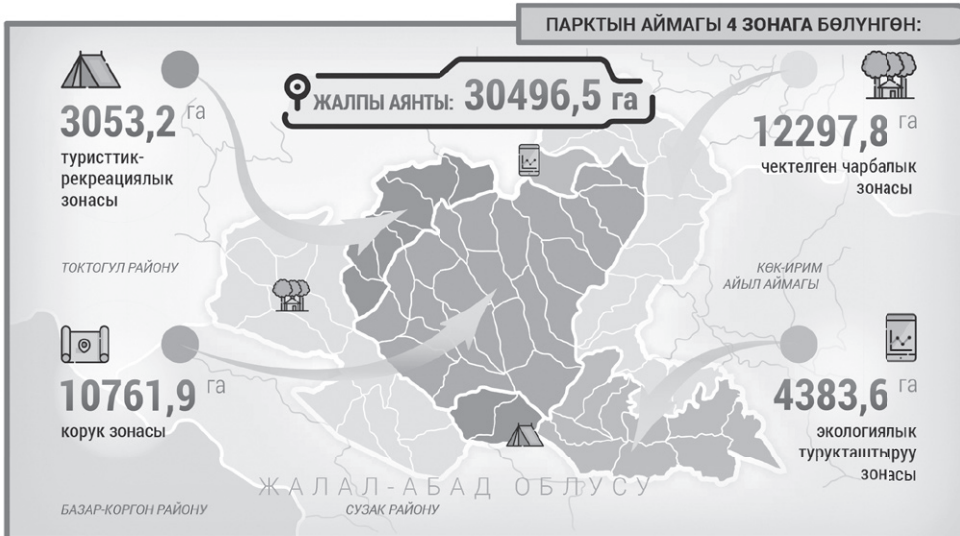 ПАРКТЫН АЙМАГЫ 4 ЗОНАГА БӨЛҮНГӨН:
ЖАЛПЫ АЯНТЫ: 30496,5 га
3053,2 га
туристтик-
рекреациялык
зонасы
12297,8 га
чектелген чарбалык
зонасы
ТОКТОГУЛ РАЙОНУ
КӨК-ИРИМ
АЙЫЛ АЙМАГЫ
10761,9 га
корук зонасы
4383,6 га
экологиялык
турукташтыруу
зонасы
ЖАЛАЛ-АБАД ОБЛУСУ
БАЗАР-КОРГОН РАЙОНУ
СУЗАК РАЙОНУ